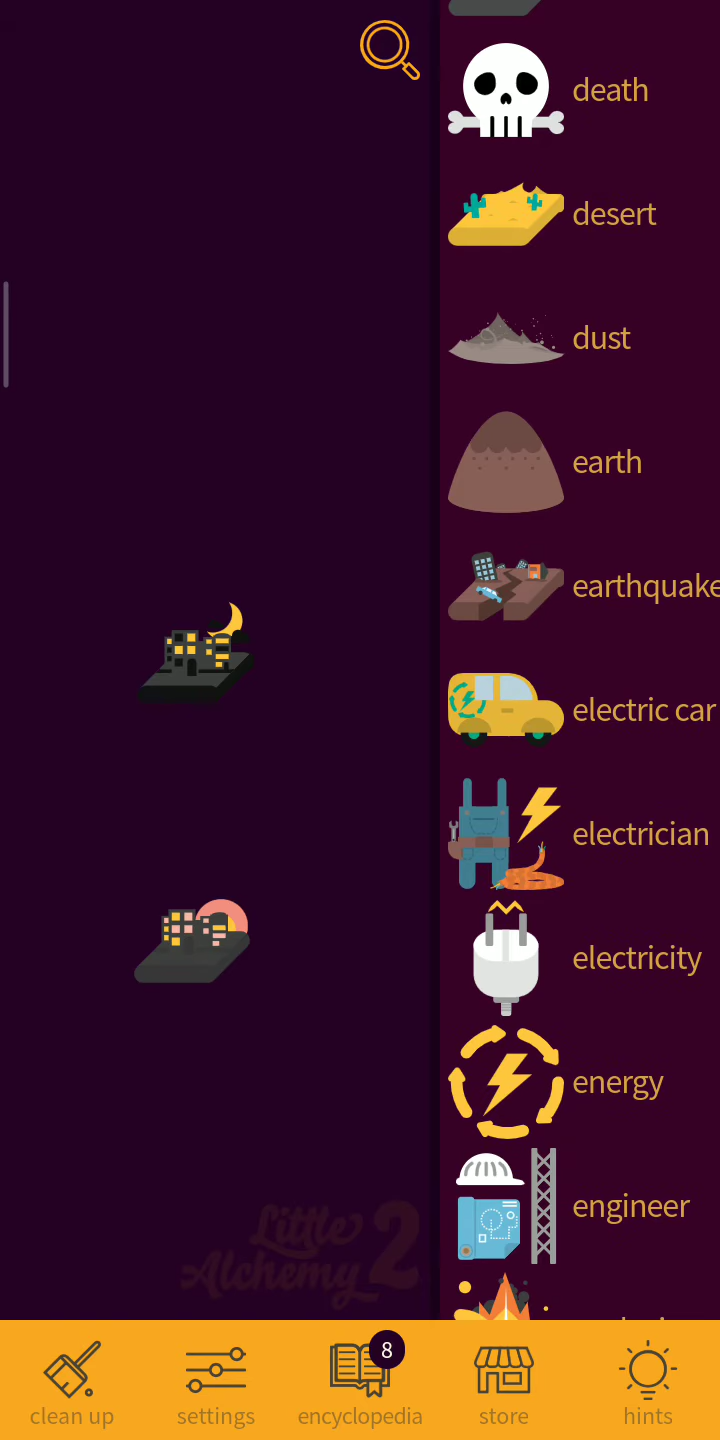 death
desert
dust
earth
earthquake
electric car
electrician
electricity
energy
engineer
Little
Alchemy 2
8
clean up
settings
encyclopedia
store
hints